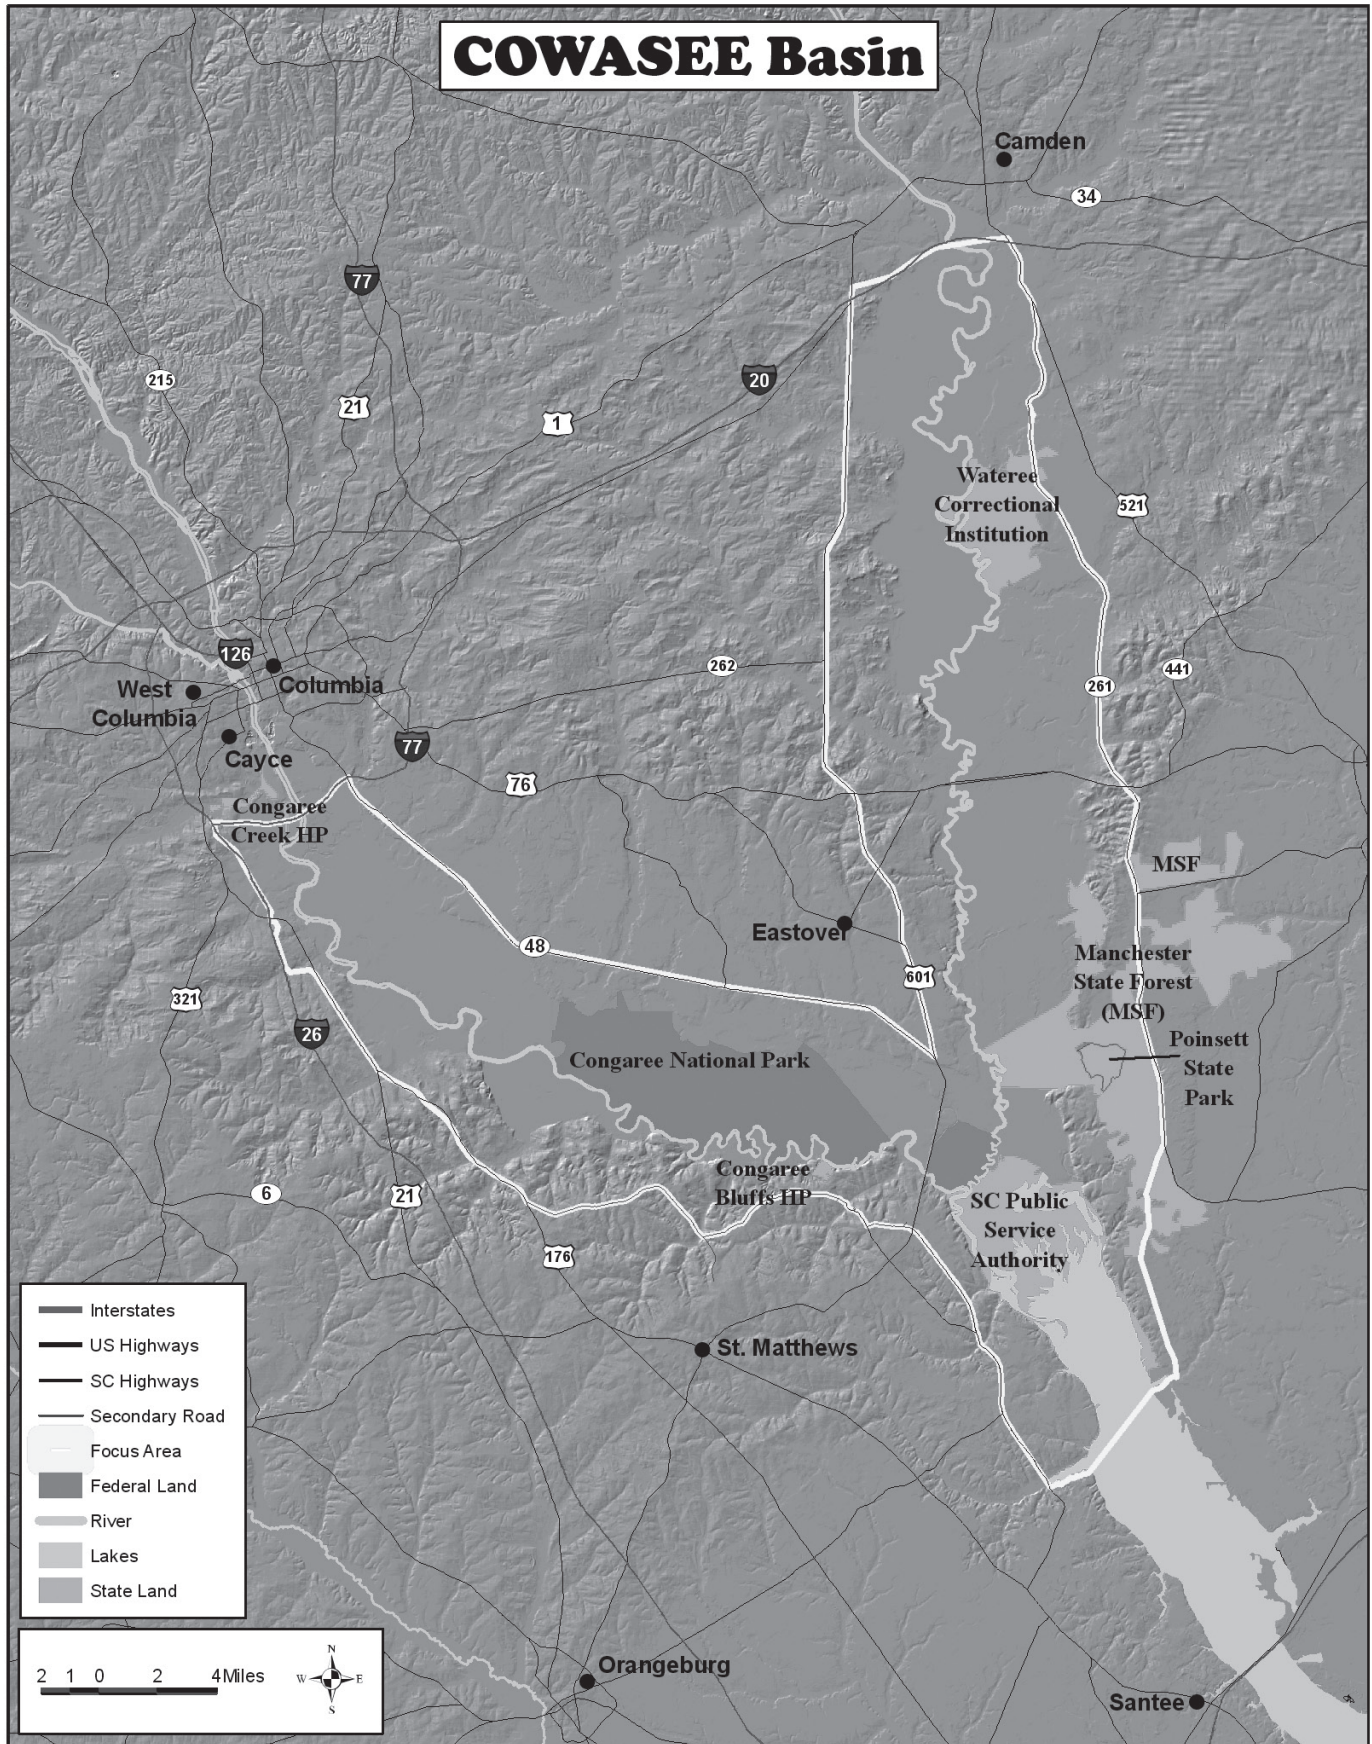 COWASEE Basin
Camden
34
77
20
215
21
1
Wateree
Correctional
Institution
521
126
Columbia
262
441
261
West
Columbia
Cayce
77
76
Congaree
Creek HP
MSF
Eastover
48
601
Manchester
State Forest
(MSF)
321
26
Congaree National Park
Poinsett
State
Park
Congaree
Bluffs HP
6
21
SC Public
Service
Authority
176
St. Matthews
Interstates
US Highways
SC Highways
Secondary Road
Focus Area
Federal Land
River
Lakes
State Land
2 1 0 2 4 Miles
N
W E
S
Orangeburg
Santee